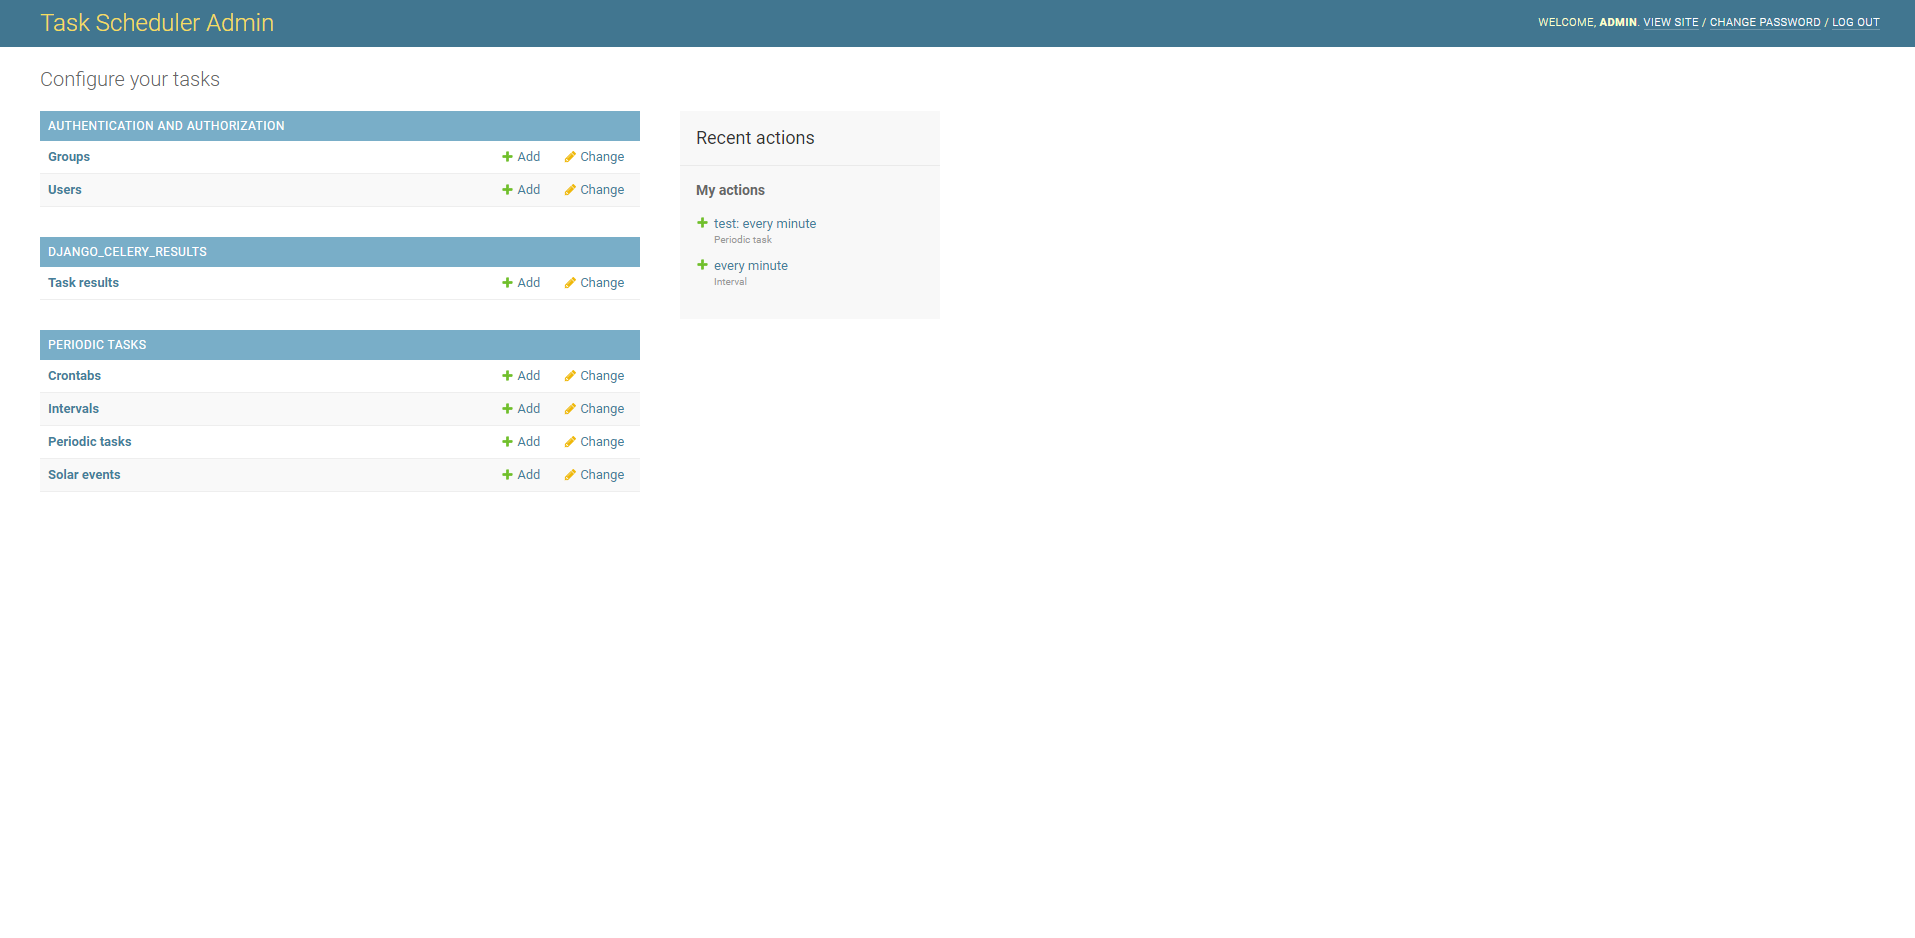 Task Scheduler Admin
WELCOME, ADMIN. VIEW SITE / CHANGE PASSWORD / LOG OUT
Configure your tasks
AUTHENTICATION AND AUTHORIZATION
Groups Add Change
Users Add Change
DJANGO_CELERY_RESULTS
Task results Add Change
PERIODIC TASKS
Crontabs Add Change
Intervals Add Change
Periodic tasks Add Change
Solar events Add Change
Recent actions
My actions
test: every minute
Periodic task
every minute
Interval